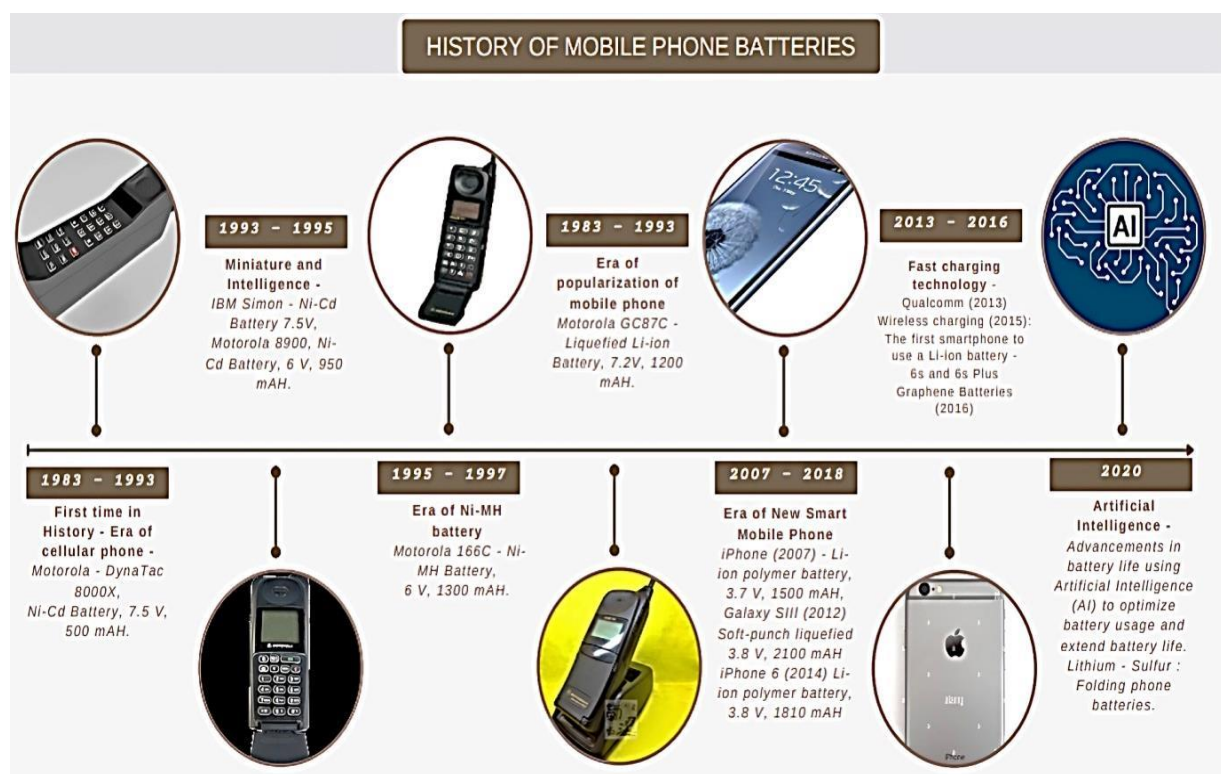 HISTORY OF MOBILE PHONE BATTERIES
1983 – 1993
First time in
History - Era of
cellular phone -
Motorola - DynaTac
8000X,
Ni-Cd Battery, 7.5 V,
500 mAH.
1993 – 1995
Miniature and
Intelligence -
IBM Simon - Ni-Cd
Battery 7.5V,
Motorola 8900, Ni-
Cd Battery, 6 V, 950
mAH.
1995 – 1997
Era of Ni-MH
battery
Motorola 166C - Ni-
MH Battery,
6 V, 1300 mAH.
1983 – 1993
Era of
popularization of
mobile phone
Motorola GC87C -
Liquefied Li-ion
Battery, 7.2V, 1200
mAH.
12:45
2007 – 2018
Era of New Smart
Mobile Phone
iPhone (2007) - Li-
ion polymer battery,
3.7 V, 1500 mAH,
Galaxy SIII (2012)
Soft-punch liquefied
3.8 V, 2100 mAH
iPhone 6 (2014) Li-
ion polymer battery,
3.8 V, 1810 mAH
2013 – 2016
Fast charging
technology -
Qualcomm (2013)
Wireless charging (2015):
The first smartphone to
use a Li-ion battery -
6s and 6s Plus
Graphene Batteries
(2016)
iPhone
AI
2020
Artificial
Intelligence -
Advancements in
battery life using
Artificial Intelligence
(AI) to optimize
battery usage and
extend battery life.
Lithium - Sulfur :
Folding phone
batteries.